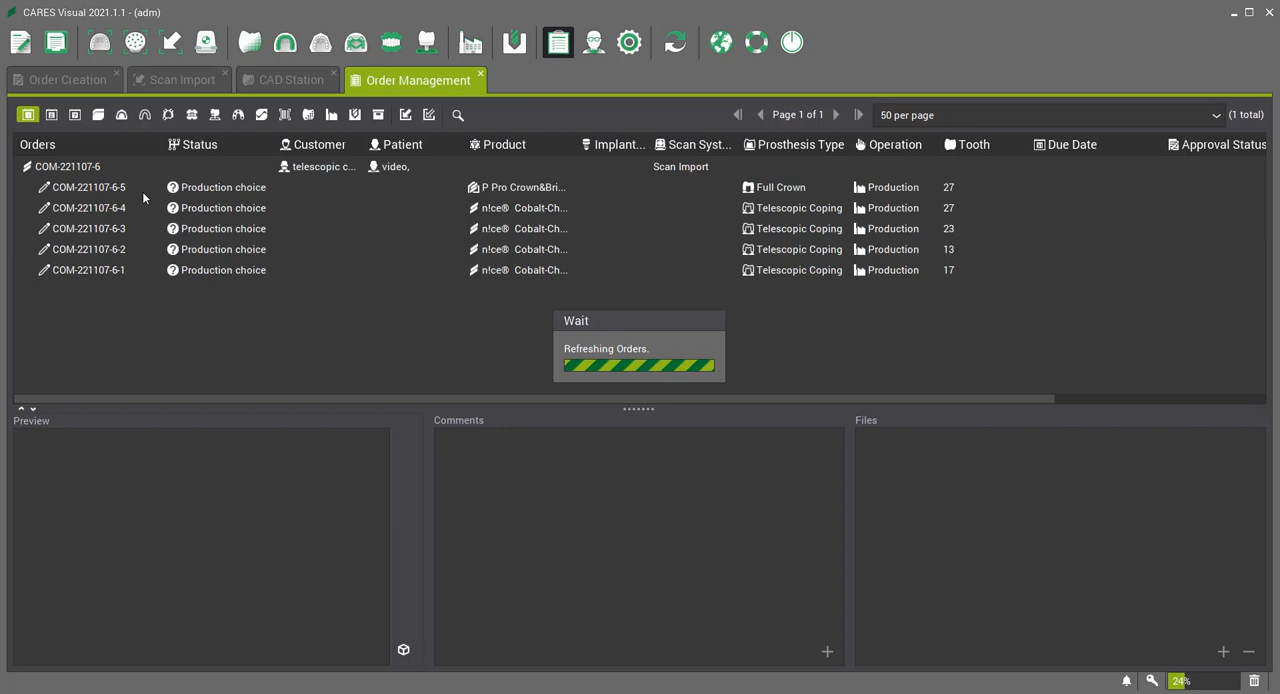 CARES Visual 2021.1.1 - (adm)
Order Creation
Scan Import
CAD Station
Order Management
Page 1 of 1
50 per page
(1 total)
Orders Status Customer Patient Product Implant... Scan Syst... Prosthesis Type Operation Tooth Due Date Approval Status
COM-221107-6 telescopic c... video, Scan Import
COM-221107-6-5 Production choice P Pro Crown&Bri... Full Crown Production 27
COM-221107-6-4 Production choice n!ce® Cobalt-Ch... Telescopic Coping Production 27
COM-221107-6-3 Production choice n!ce® Cobalt-Ch... Telescopic Coping Production 23
COM-221107-6-2 Production choice n!ce® Cobalt-Ch... Telescopic Coping Production 13
COM-221107-6-1 Production choice n!ce® Cobalt-Ch... Telescopic Coping Production 17
Wait
Refreshing Orders.
Preview
Comments
Files
24%